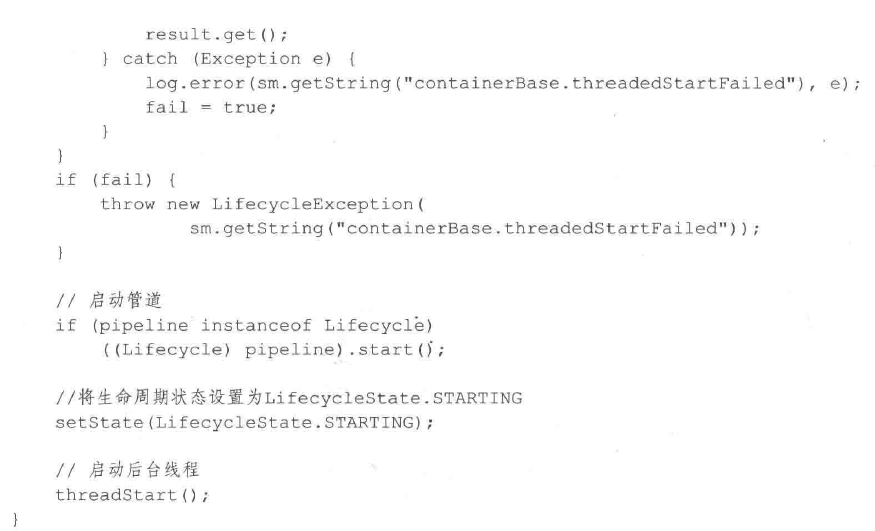 result.get();
        } catch (Exception e) {
            log.error(sm.getString("containerBase.threadedStartFailed"), e);
            fail = true;
        }
    }
    if (fail) {
        throw new LifecycleException(
                sm.getString("containerBase.threadedStartFailed"));
    }

    // 启动管道
    if (pipeline instanceof Lifecycle)
        ((Lifecycle) pipeline).start();

    //将生命周期状态设置为LifecycleState.STARTING
    setState(LifecycleState.STARTING);

    // 启动后台线程
    threadStart();
}